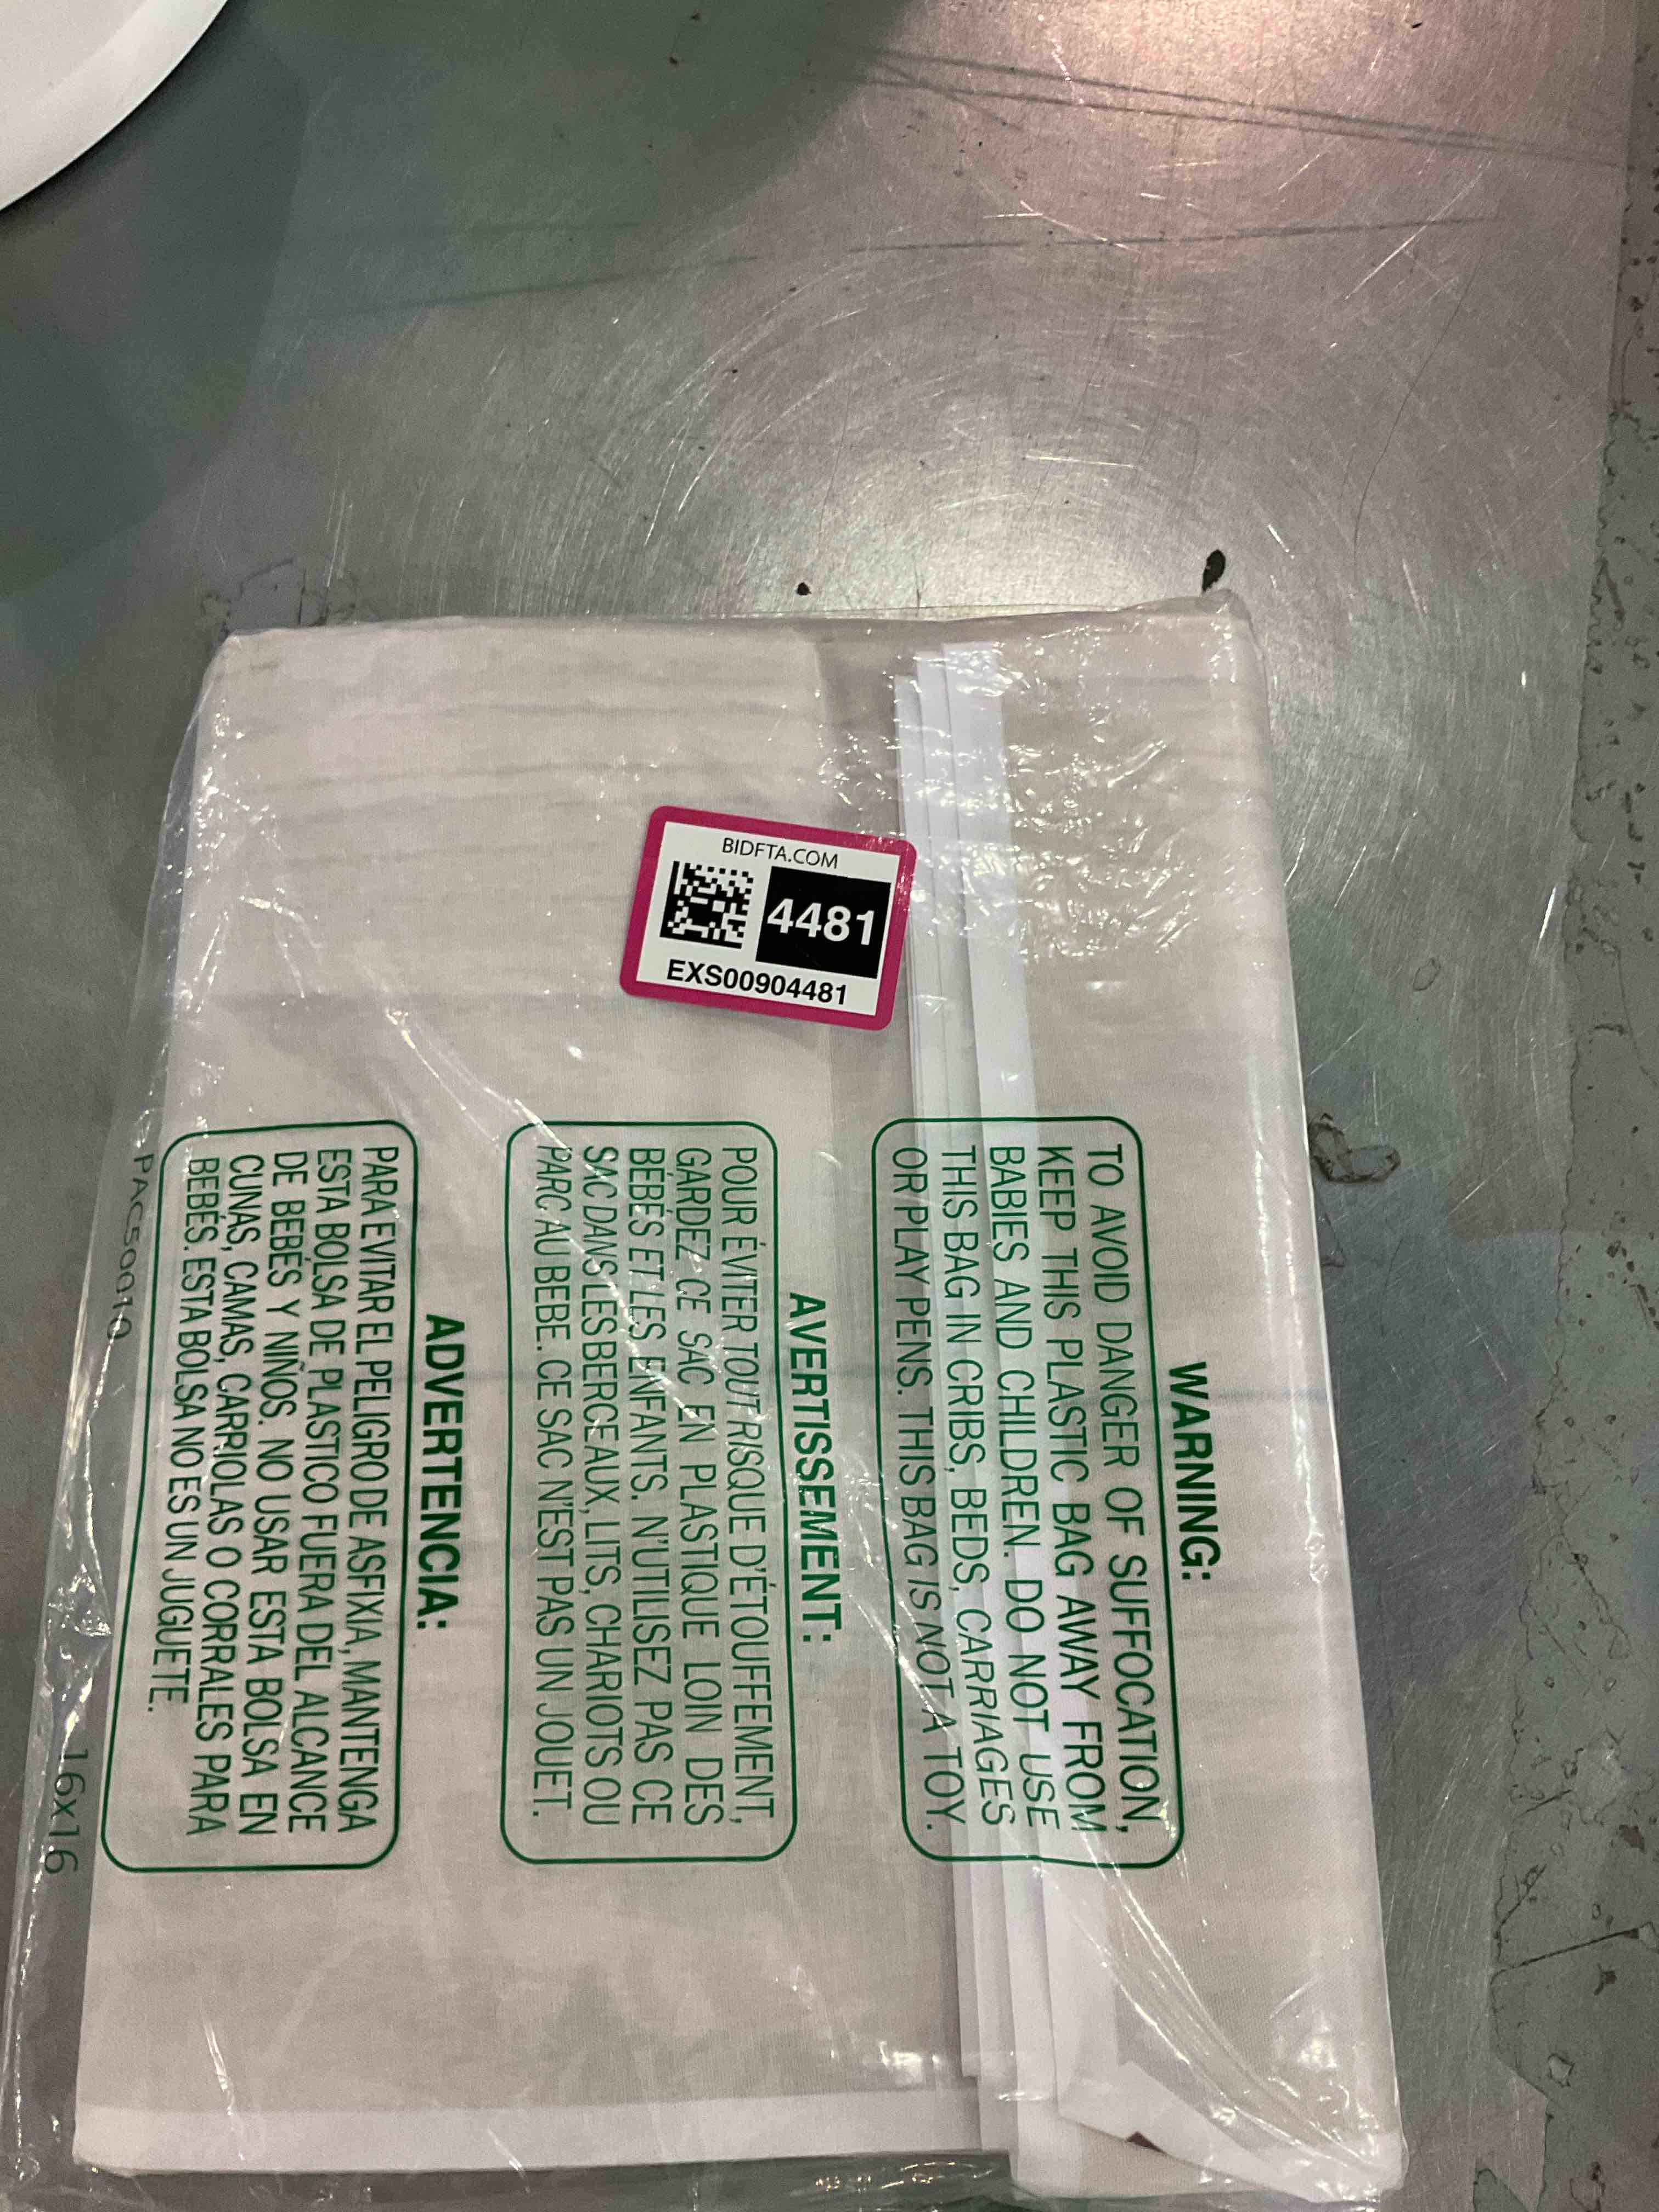 BIDFTA.COM
4481
EXS00904481
WARNING:
TO AVOID DANGER OF SUFFOCATION,
KEEP THIS PLASTIC BAG AWAY FROM
BABIES AND CHILDREN. DO NOT USE
THIS BAG IN CRIBS, BEDS, CARRIAGES
OR PLAY PENS. THIS BAG IS NOT A TOY.
AVERTISSEMENT:
POUR ÉVITER TOUT RISQUE D'ÉTOUFFEMENT,
GARDEZ CE SAC EN PLASTIQUE LOIN DES
BÉBÉS ET LES ENFANTS. N'UTILISEZ PAS CE
SAC DANS LES BERCEAUX, LITS, CHARIOTS OU
PARC AU BEBE. CE SAC N'EST PAS UN JOUET.
ADVERTENCIA:
PARA EVITAR EL PELIGRO DE ASFIXIA, MANTENGA
ESTA BOLSA DE PLASTICO FUERA DEL ALCANCE
DE BEBÉS Y NIÑOS. NO USAR ESTA BOLSA EN
CUNAS, CAMAS, CARRIOLAS O CORRALES PARA
BEBÉS. ESTA BOLSA NO ES UN JUGUETE.
PAC50010
16x16